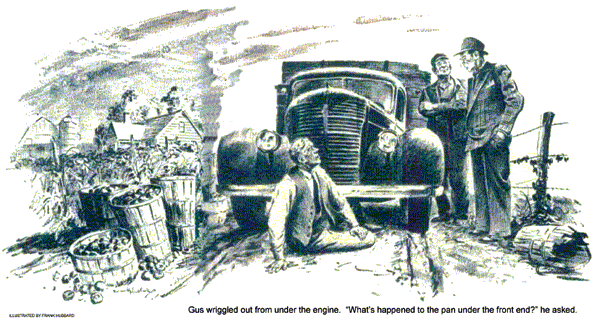 Gus wriggled out from under the engine. "What's happened to the pan under the front end?" he asked.
ILLUSTRATED BY FRANK HUBBARD